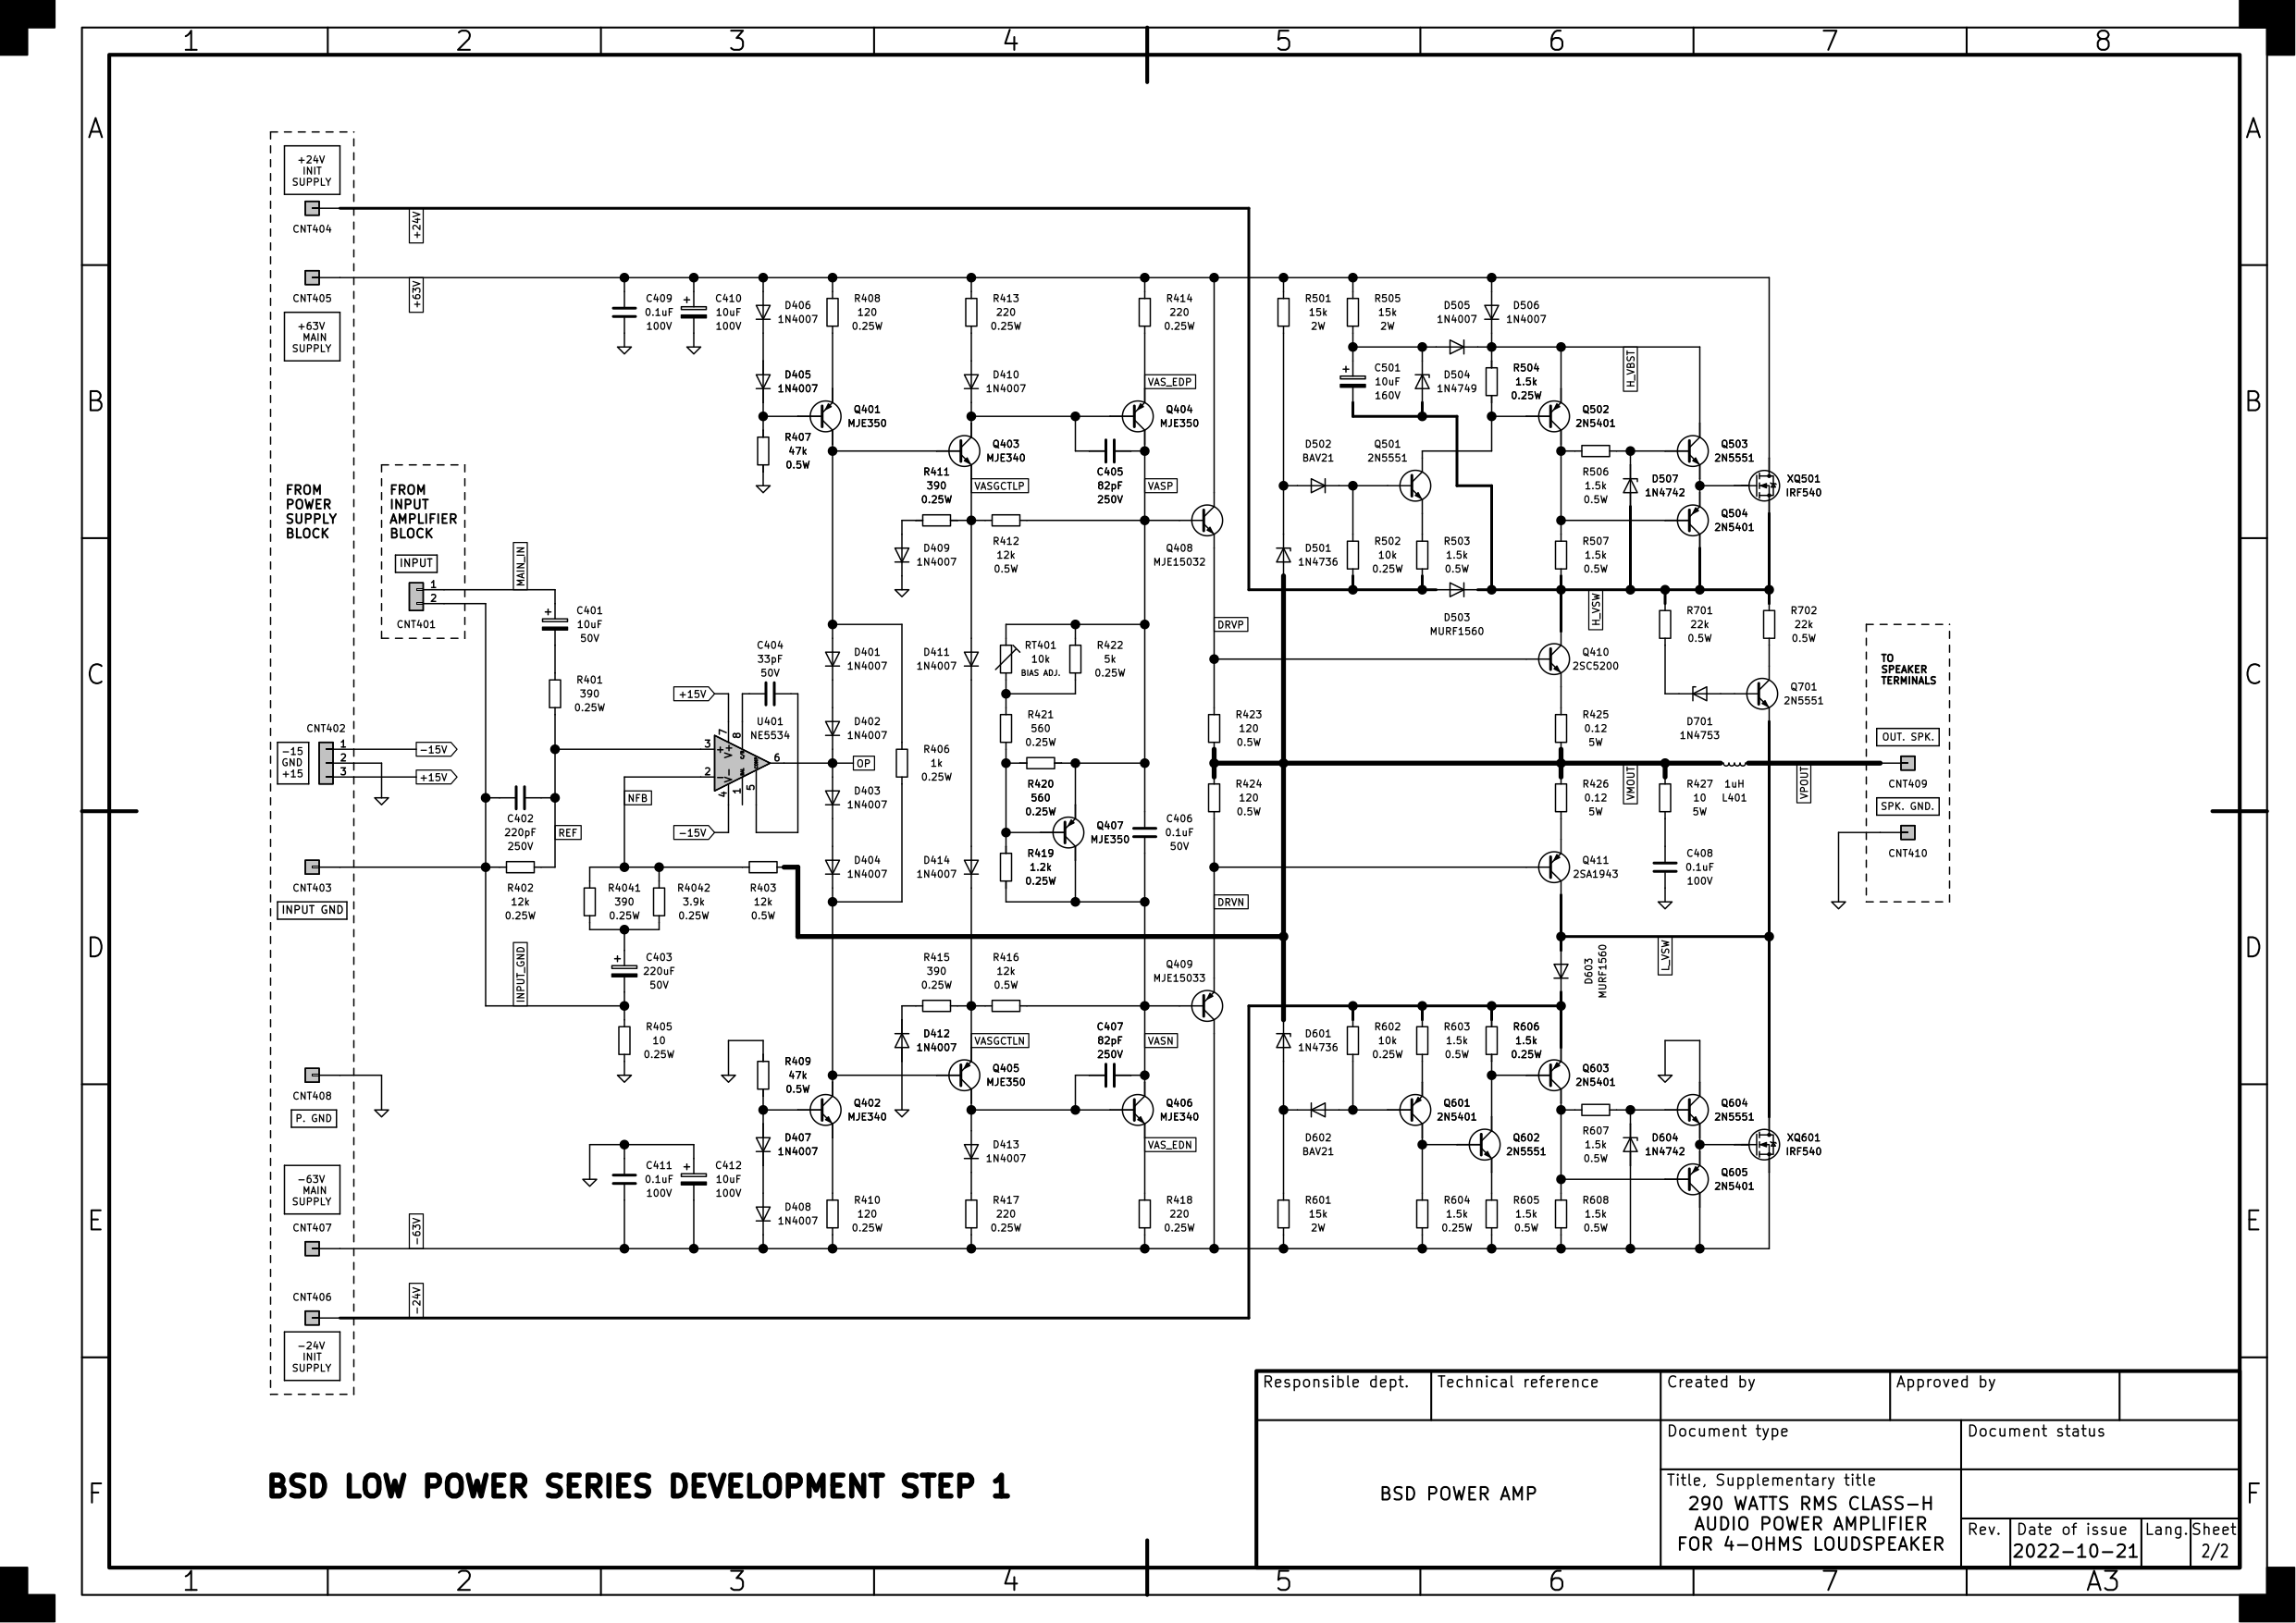 1 2 3 4 5 6 7 8
A
B
C
D
E
F
A
B
C
D
E
F
+24V
INIT
SUPPLY
CNT404
+24V
CNT405
+63V
MAIN
SUPPLY
+63V
C409
0.1uF
100V
+
C410
10uF
100V
D406
1N4007
R408
120
0.25W
R413
220
0.25W
R414
220
0.25W
R501
15k
2W
R505
15k
2W
D505
1N4007
D506
1N4007
D405
1N4007
D410
1N4007
VAS_EDP
+
C501
10uF
160V
D504
1N4749
R504
1.5k
0.25W
H_VBST
Q401
MJE350
Q404
MJE350
Q502
2N5401
R407
47k
0.5W
Q403
MJE340
R411
390
0.25W
VASGCTLP
C405
82pF
250V
VASP
D502
BAV21
Q501
2N5551
R506
1.5k
0.5W
D507
1N4742
Q503
2N5551
XQ501
IRF540
Q504
2N5401
FROM
POWER
SUPPLY
BLOCK
FROM
INPUT
AMPLIFIER
BLOCK
INPUT
1
2
CNT401
MAIN_IN
D409
1N4007
R412
12k
0.5W
Q408
MJE15032
D501
1N4736
R502
10k
0.25W
R503
1.5k
0.5W
R507
1.5k
0.5W
D503
MURF1560
H_VSW
R701
22k
0.5W
R702
22k
0.5W
+
C401
10uF
50V
DRVP
R401
390
0.25W
C404
33pF
50V
+15V
D401
1N4007
D411
1N4007
RT401
10k
BIAS ADJ.
R422
5k
0.25W
Q410
2SC5200
Q701
2N5551
D701
1N4753
TO
SPEAKER
TERMINALS
CNT402
-15
GND
+15
1
2
3
-15V
+15V
U401
NE5534
3
2
7
8
6
4
1
5
+
-
V+
V-
D402
1N4007
OP
R406
1k
0.25W
R421
560
0.25W
R423
120
0.5W
R425
0.12
5W
OUT. SPK.
CNT409
SPK. GND.
CNT410
NFB
-15V
D403
1N4007
R420
560
0.25W
R424
120
0.5W
R426
0.12
5W
VMOUT
R427
10
5W
1uH
L401
VPOUT
C402
220pF
250V
REF
Q407
MJE350
C406
0.1uF
50V
CNT403
INPUT GND
R402
12k
0.25W
R4041
390
0.25W
R4042
3.9k
0.25W
R403
12k
0.5W
D404
1N4007
D414
1N4007
R419
1.2k
0.25W
DRVN
Q411
2SA1943
C408
0.1uF
100V
INPUT_GND
+
C403
220uF
50V
R415
390
0.25W
R416
12k
0.5W
Q409
MJE15033
D603
MURF1560
L_VSW
R405
10
0.25W
R409
47k
0.5W
D412
1N4007
VASGCTLN
C407
82pF
250V
VASN
D601
1N4736
R602
10k
0.25W
R603
1.5k
0.5W
R606
1.5k
0.25W
CNT408
P. GND
Q405
MJE350
Q603
2N5401
Q402
MJE340
Q406
MJE340
Q601
2N5401
Q604
2N5551
D407
1N4007
D413
1N4007
VAS_EDN
D602
BAV21
Q602
2N5551
R607
1.5k
0.5W
D604
1N4742
XQ601
IRF540
C411
0.1uF
100V
+
C412
10uF
100V
Q605
2N5401
-63V
MAIN
SUPPLY
CNT407
-63V
D408
1N4007
R410
120
0.25W
R417
220
0.25W
R418
220
0.25W
R601
15k
2W
R604
1.5k
0.25W
R605
1.5k
0.5W
R608
1.5k
0.5W
CNT406
-24V
-24V
INIT
SUPPLY
BSD LOW POWER SERIES DEVELOPMENT STEP 1
Responsible dept.
Technical reference
Created by
Approved by
Document type
Document status
BSD POWER AMP
Title, Supplementary title
290 WATTS RMS CLASS-H
AUDIO POWER AMPLIFIER
FOR 4-OHMS LOUDSPEAKER
Rev.
Date of issue
2022-10-21
Lang.
Sheet
2/2
1 2 3 4 5 6 7 A3